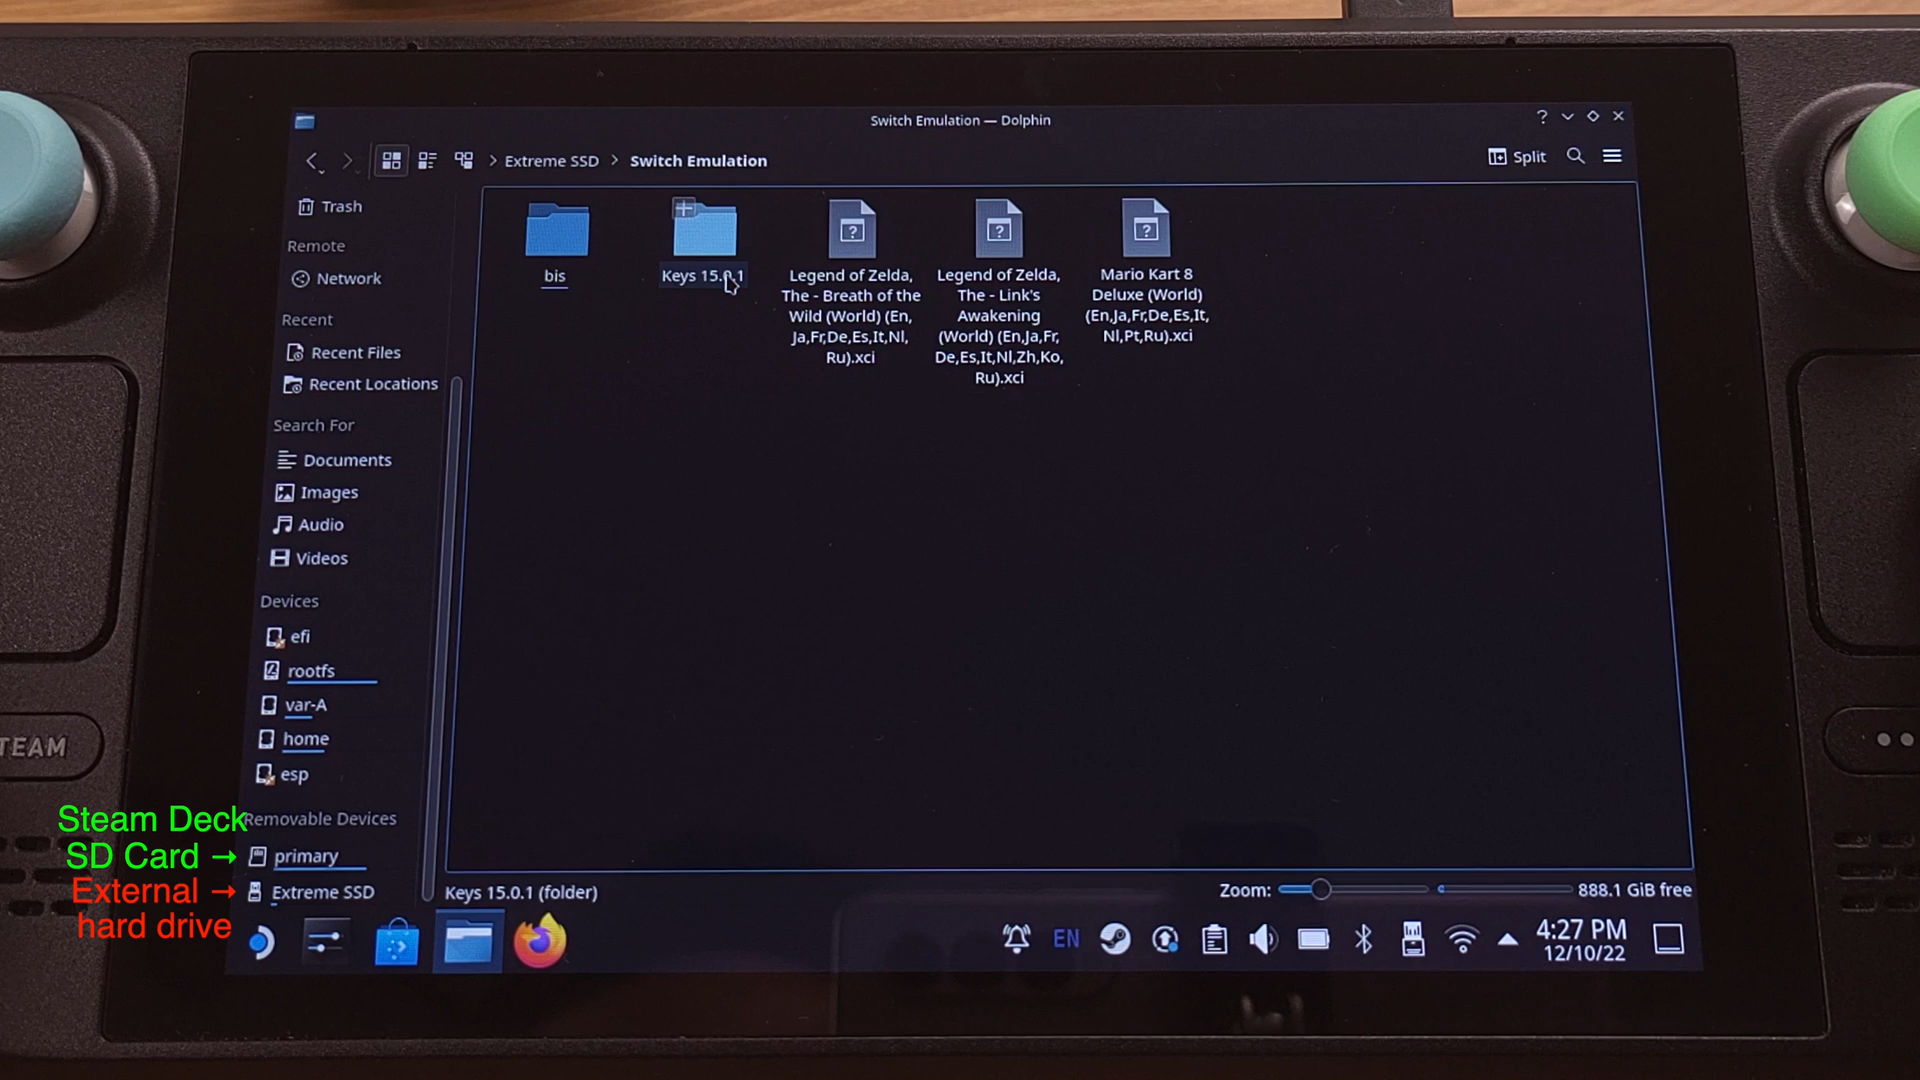 Switch Emulation — Dolphin
Extreme SSD
Switch Emulation
Split
Trash
Remote
Network
Recent
Recent Files
Recent Locations
Search For
Documents
Images
Audio
Videos
Devices
efi
rootfs
var-A
home
esp
Removable Devices
primary
Extreme SSD
bis
Keys 15.0.1
Legend of Zelda,
The - Breath of the
Wild (World) (En,
Ja,Fr,De,Es,It,Nl,
Ru).xci
Legend of Zelda,
The - Link's
Awakening
(World) (En,Ja,Fr,
De,Es,It,Nl,Zh,Ko,
Ru).xci
Mario Kart 8
Deluxe (World)
(En,Ja,Fr,De,Es,It,
Nl,Pt,Ru).xci
Keys 15.0.1 (folder)
Zoom:
888.1 GiB free
EN
4:27 PM
12/10/22
TEAM
Steam Deck
SD Card →
External →
hard drive